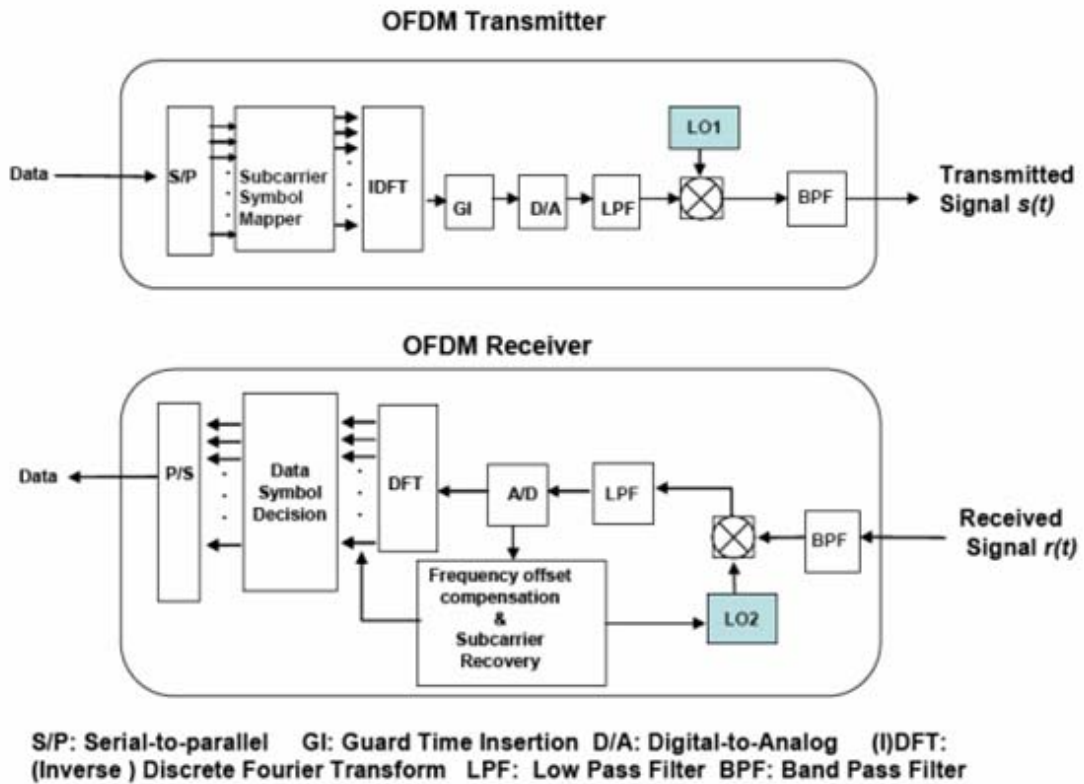 OFDM Transmitter
Data
S/P
Subcarrier
Symbol
Mapper
IDFT
GI
D/A
LPF
LO1
BPF
Transmitted
Signal s(t)
OFDM Receiver
Data
P/S
Data
Symbol
Decision
DFT
A/D
LPF
BPF
Received
Signal r(t)
Frequency offset
compensation
&
Subcarrier
Recovery
LO2
S/P: Serial-to-parallel GI: Guard Time Insertion D/A: Digital-to-Analog (I)DFT:
(Inverse ) Discrete Fourier Transform LPF: Low Pass Filter BPF: Band Pass Filter